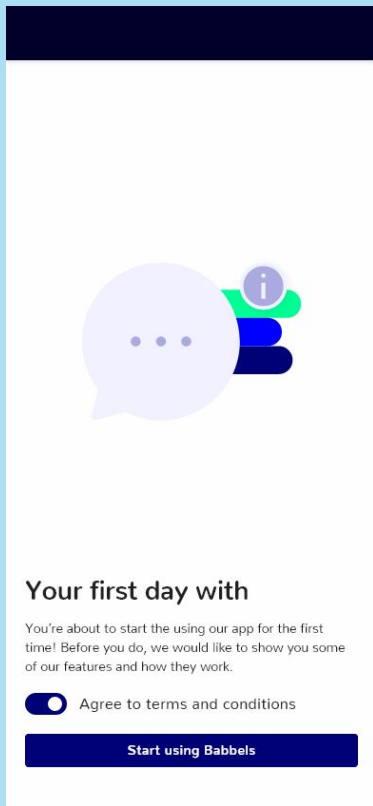 i
Your first day with
You're about to start the using our app for the first
time! Before you do, we would like to show you some
of our features and how they work.
Agree to terms and conditions
Start using Babbels